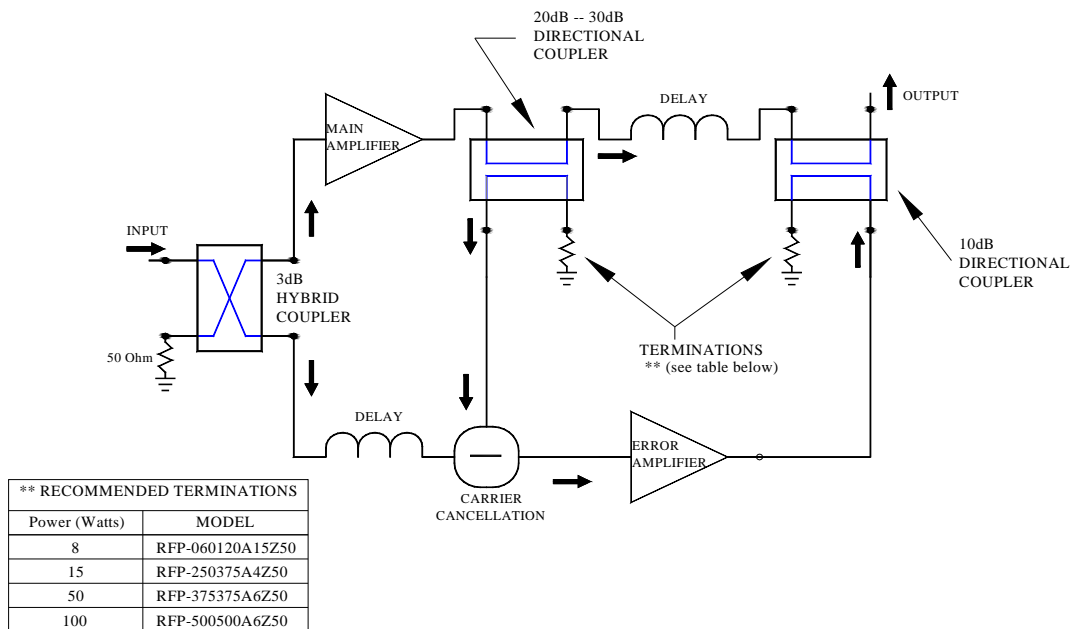 20dB -- 30dB
DIRECTIONAL
COUPLER
DELAY
OUTPUT
MAIN
AMPLIFIER
INPUT
3dB
HYBRID
COUPLER
10dB
DIRECTIONAL
COUPLER
50 Ohm
TERMINATIONS
** (see table below)
DELAY
ERROR
AMPLIFIER
CARRIER
CANCELLATION
** RECOMMENDED TERMINATIONS
Power (Watts) MODEL
8 RFP-060120A15Z50
15 RFP-250375A4Z50
50 RFP-375375A6Z50
100 RFP-500500A6Z50